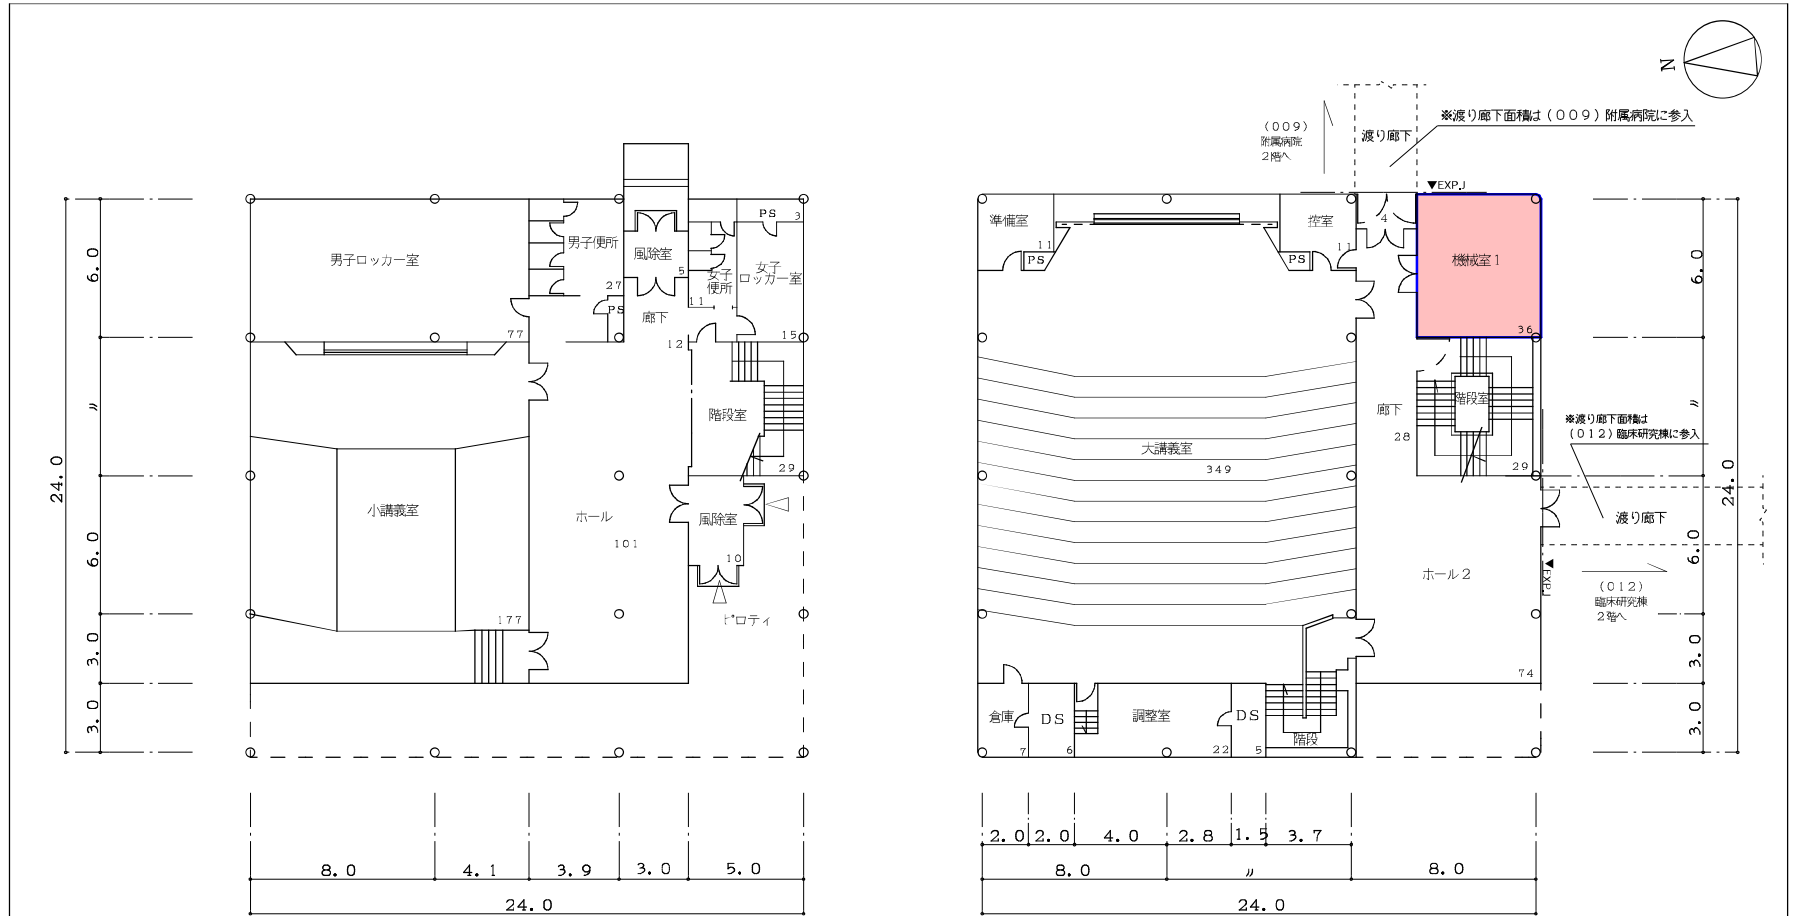 N
(009)
附属病院
2階へ
渡り廊下
※渡り廊下面積は(009)附属病院に参入
▼EXP.J
男子ロッカー室
77
男子便所
27
PS
風除室
5
女子
便所
11
PS
3
女子
ロッカー室
15
廊下
12
階段室
29
小講義室
177
ホール
101
風除室
10
ピロティ
24.0
6.0
〃
6.0
3.0
3.0
8.0
4.1
3.9
3.0
5.0
24.0
準備室
11
PS
PS
控室
11
4
機械室1
36
大講義室
349
廊下
28
階段室
29
※渡り廊下面積は
(012)臨床研究棟に参入
渡り廊下
▼EXP.J
(012)
臨床研究棟
2階へ
ホール2
74
倉庫
7
DS
6
調整室
22
DS
5
階段
6.0
〃
6.0
3.0
3.0
24.0
2.0
2.0
4.0
2.8
1.5
3.7
8.0
〃
8.0
24.0